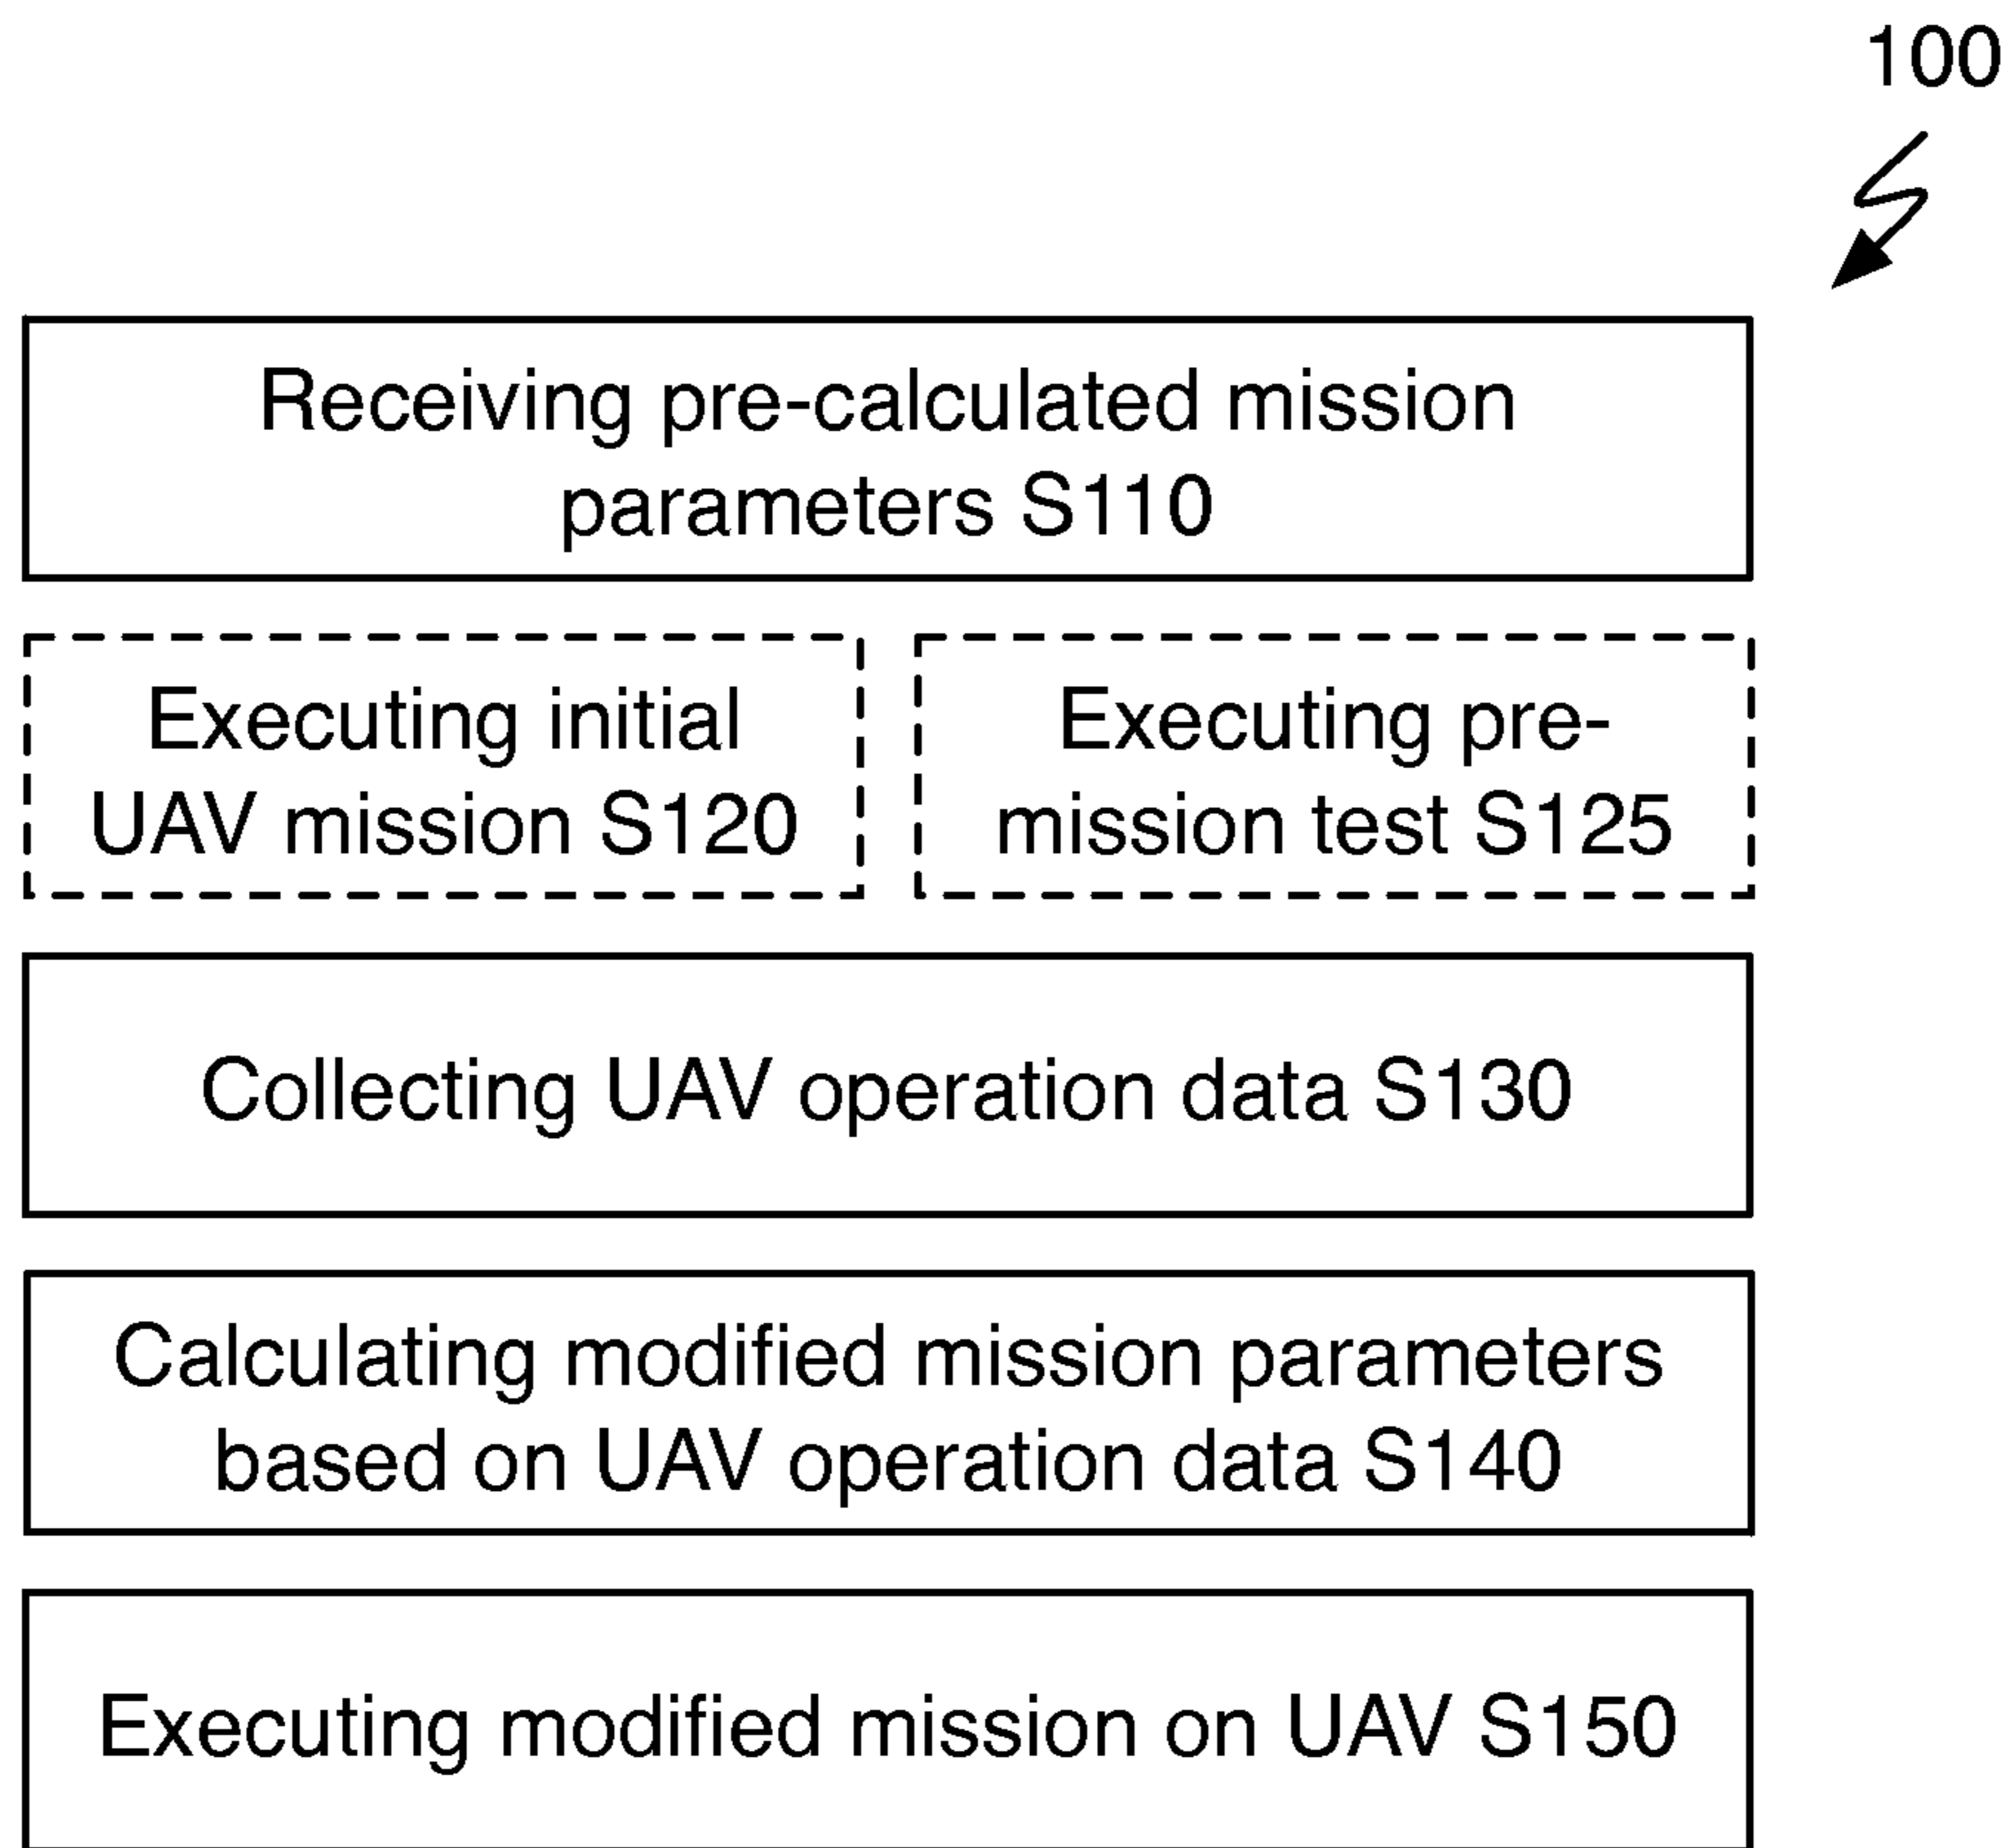 100
Receiving pre-calculated mission
parameters S110
Executing initial
UAV mission S120
Executing pre-
mission test S125
Collecting UAV operation data S130
Calculating modified mission parameters
based on UAV operation data S140
Executing modified mission on UAV S150